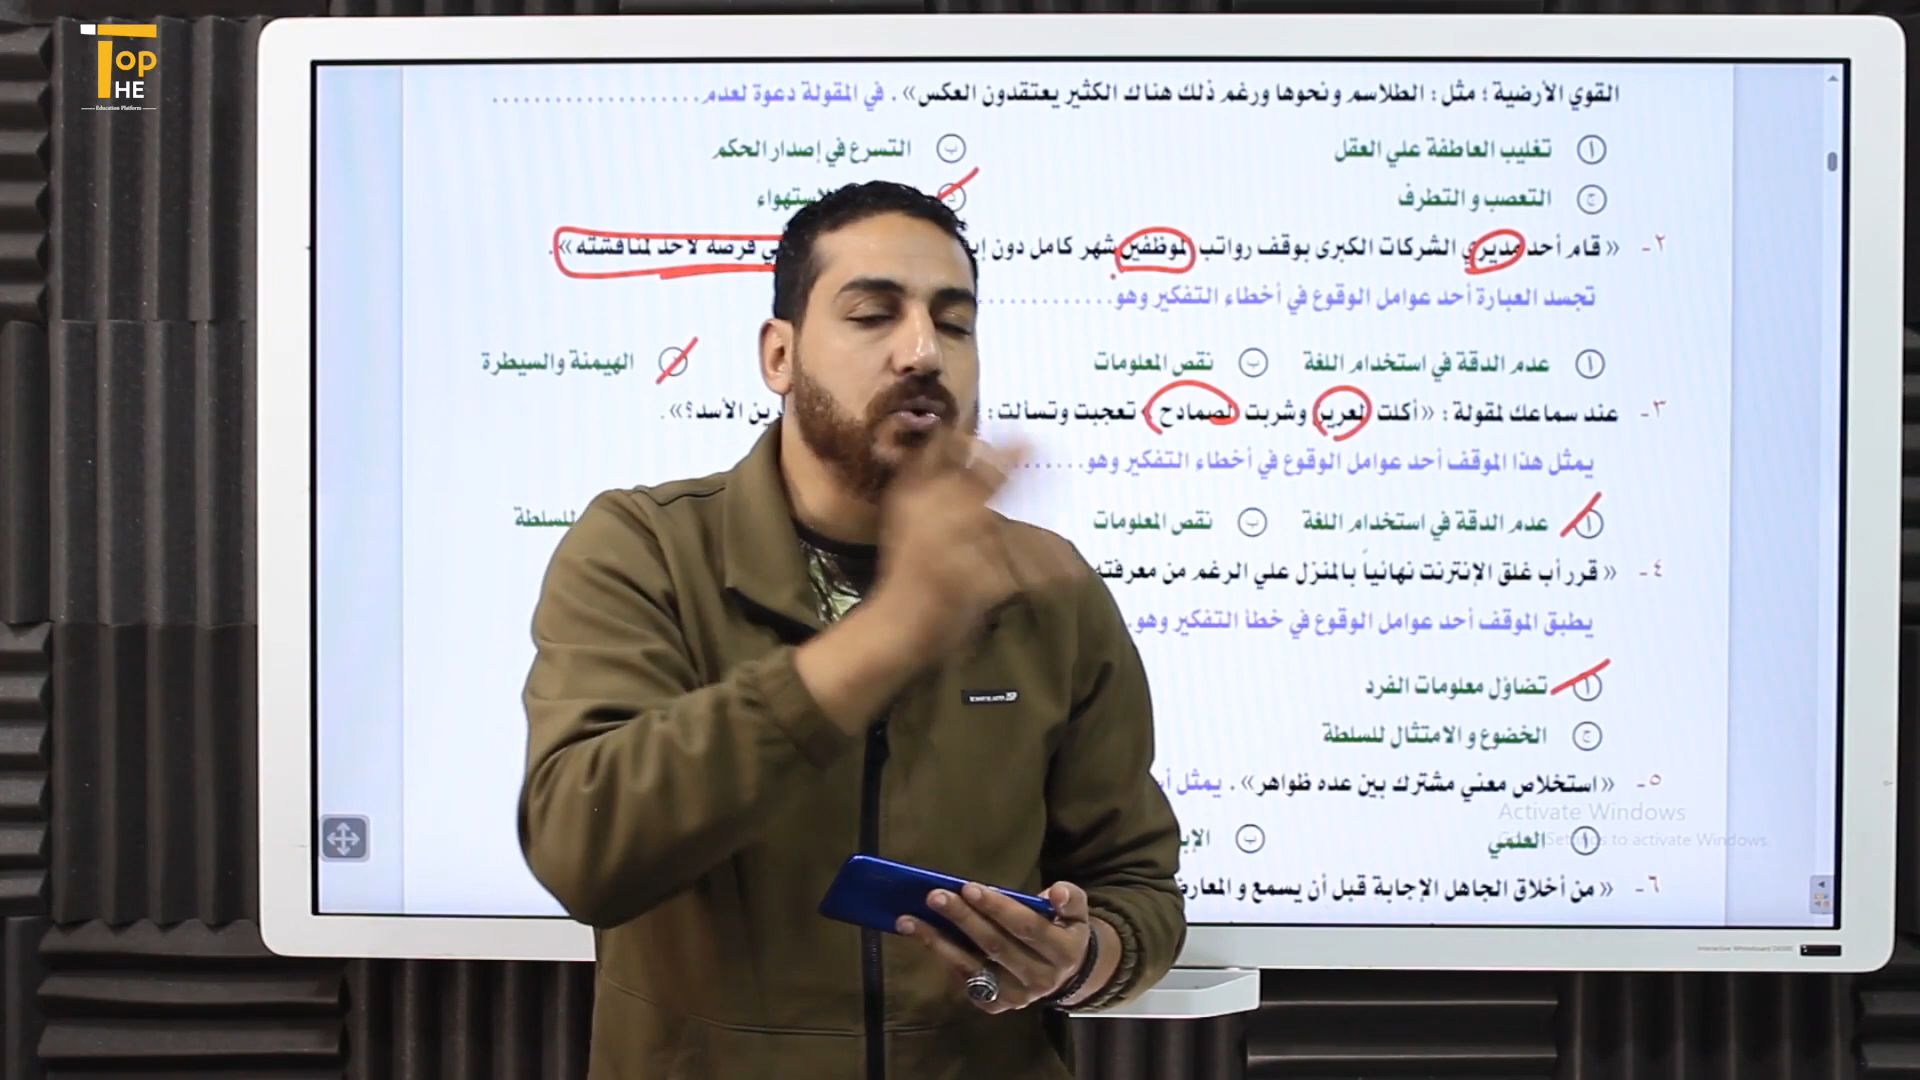 TOP
THE
Education Platform
القوي الأرضية ؛ مثل : الطلاسم ونحوها ورغم ذلك هناك الكثير يعتقدون العكس» . في المقولة دعوة لعدم....................
أ تغليب العاطفة علي العقل
ب التسرع في إصدار الحكم
ج التعصب و التطرف
د الاستهواء
٢- « قام أحد مديري الشركات الكبرى بوقف رواتب الموظفين شهر كامل دون فرصة لأحد لمناقشته» .
تجسد العبارة أحد عوامل الوقوع في أخطاء التفكير وهو..............
أ عدم الدقة في استخدام اللغة
ب نقص المعلومات
د الهيمنة والسيطرة
٣- عند سماعك لمقولة : «أكلت العرين وشربت الصمادح » تعجبت وتسألت : الأسد؟» .
يمثل هذا الموقف أحد عوامل الوقوع في أخطاء التفكير وهو........
أ عدم الدقة في استخدام اللغة
ب نقص المعلومات
للسلطة
٤- « قرر أب غلق الإنترنت نهائياً بالمنزل علي الرغم من معرفته
يطبق الموقف أحد عوامل الوقوع في خطأ التفكير وهو.
أ تضاؤل معلومات الفرد
ج الخضوع و الامتثال للسلطة
٥- « استخلاص معني مشترك بين عده ظواهر» . يمثل
أ العلمي
ب
٦- « من أخلاق الجاهل الإجابة قبل أن يسمع و
Activate Windows
to activate Windows